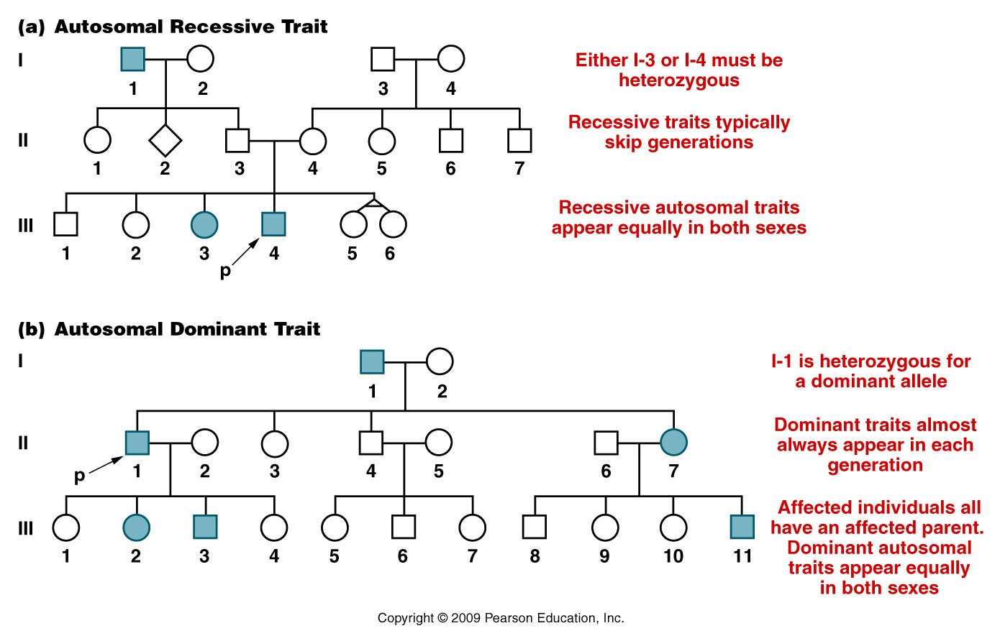 (a) Autosomal Recessive Trait
I
1 2 3 4
Either I-3 or I-4 must be
heterozygous
II
1 2 3 4 5 6 7
Recessive traits typically
skip generations
III
1 2 3 4 5 6
p
Recessive autosomal traits
appear equally in both sexes
(b) Autosomal Dominant Trait
I
1 2
I-1 is heterozygous for
a dominant allele
II
p 1 2 3 4 5 6 7
Dominant traits almost
always appear in each
generation
III
1 2 3 4 5 6 7 8 9 10 11
Affected individuals all
have an affected parent.
Dominant autosomal
traits appear equally
in both sexes
Copyright © 2009 Pearson Education, Inc.